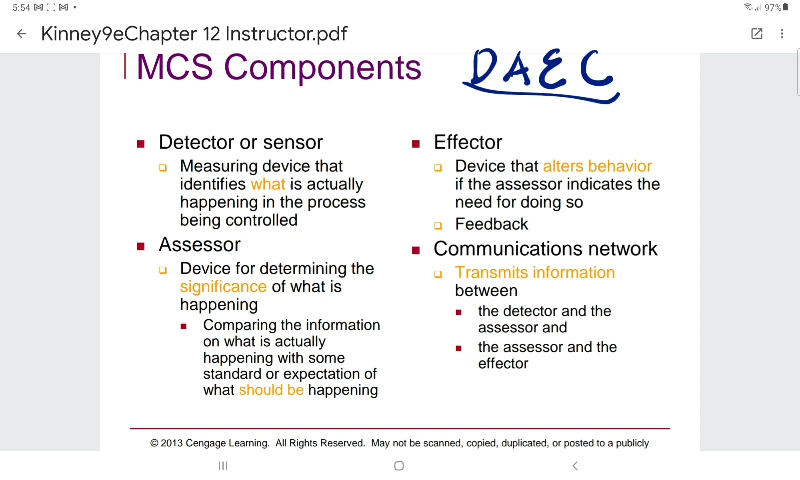 5:54
97%
Kinney9eChapter 12 Instructor.pdf
MCS Components
DAEC
Detector or sensor
Measuring device that
identifies what is actually
happening in the process
being controlled
Assessor
Device for determining the
significance of what is
happening
Comparing the information
on what is actually
happening with some
standard or expectation of
what should be happening
Effector
Device that alters behavior
if the assessor indicates the
need for doing so
Feedback
Communications network
Transmits information
between
the detector and the
assessor and
the assessor and the
effector
© 2013 Cengage Learning. All Rights Reserved. May not be scanned, copied, duplicated, or posted to a publicly